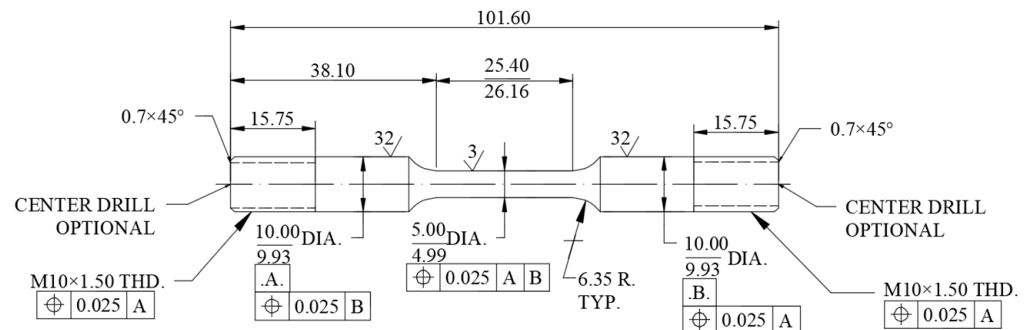 101.60
38.10
25.40
26.16
0.7×45°
15.75
32
3
32
15.75
0.7×45°
CENTER DRILL
OPTIONAL
10.00
9.93
DIA.
.A.
⌖ 0.025 B
5.00
4.99
DIA.
⌖ 0.025 A B
6.35 R.
TYP.
10.00
9.93
DIA.
.B.
⌖ 0.025 A
CENTER DRILL
OPTIONAL
M10×1.50 THD.
⌖ 0.025 A
M10×1.50 THD.
⌖ 0.025 A